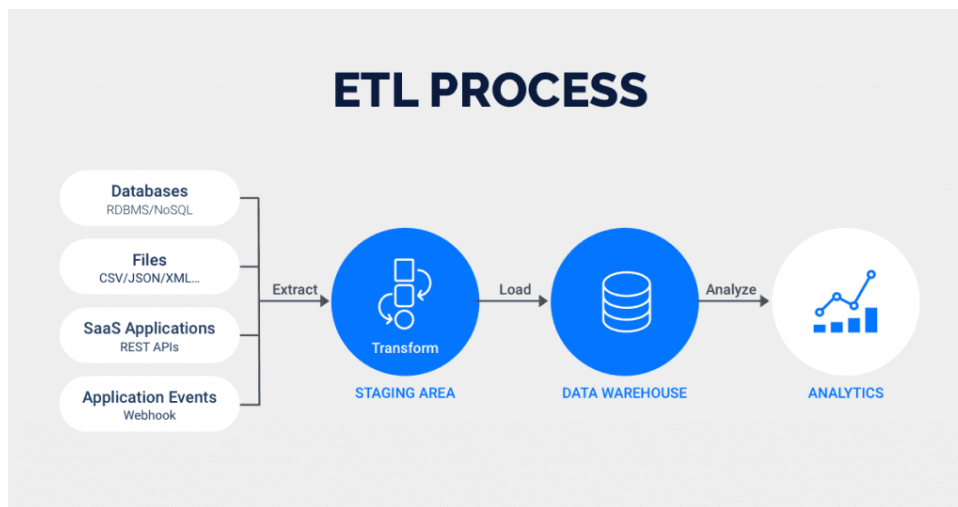 ETL PROCESS
Databases
RDBMS/NoSQL
Files
CSV/JSON/XML...
SaaS Applications
REST APIs
Application Events
Webhook
Extract
Transform
STAGING AREA
Load
DATA WAREHOUSE
Analyze
ANALYTICS